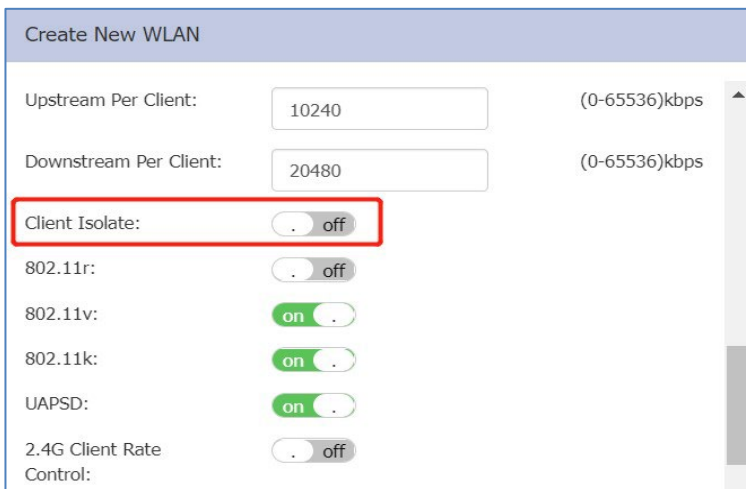 Create New WLAN
Upstream Per Client: 10240 (0-65536)kbps
Downstream Per Client: 20480 (0-65536)kbps
Client Isolate: . off
802.11r: . off
802.11v: on .
802.11k: on .
UAPSD: on .
2.4G Client Rate . off
Control: